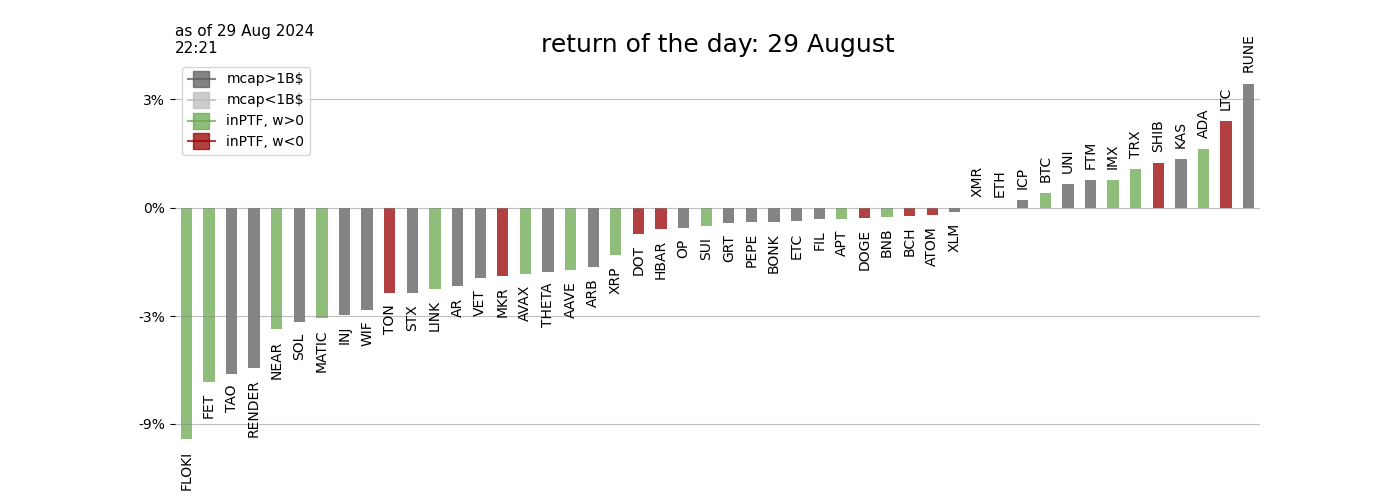 as of 29 Aug 2024
22:21
return of the day: 29 August
mcap>1B$
mcap<1B$
inPTF, w>0
inPTF, w<0
3%
0%
-3%
-9%
FLOKI
FET
TAO
RENDER
NEAR
SOL
MATIC
INJ
WIF
TON
STX
LINK
AR
VET
MKR
AVAX
THETA
AAVE
ARB
XRP
DOT
HBAR
OP
SUI
GRT
PEPE
BONK
ETC
FIL
APT
DOGE
BNB
BCH
ATOM
XLM
XMR
ETH
ICP
BTC
UNI
FTM
IMX
TRX
SHIB
KAS
ADA
LTC
RUNE